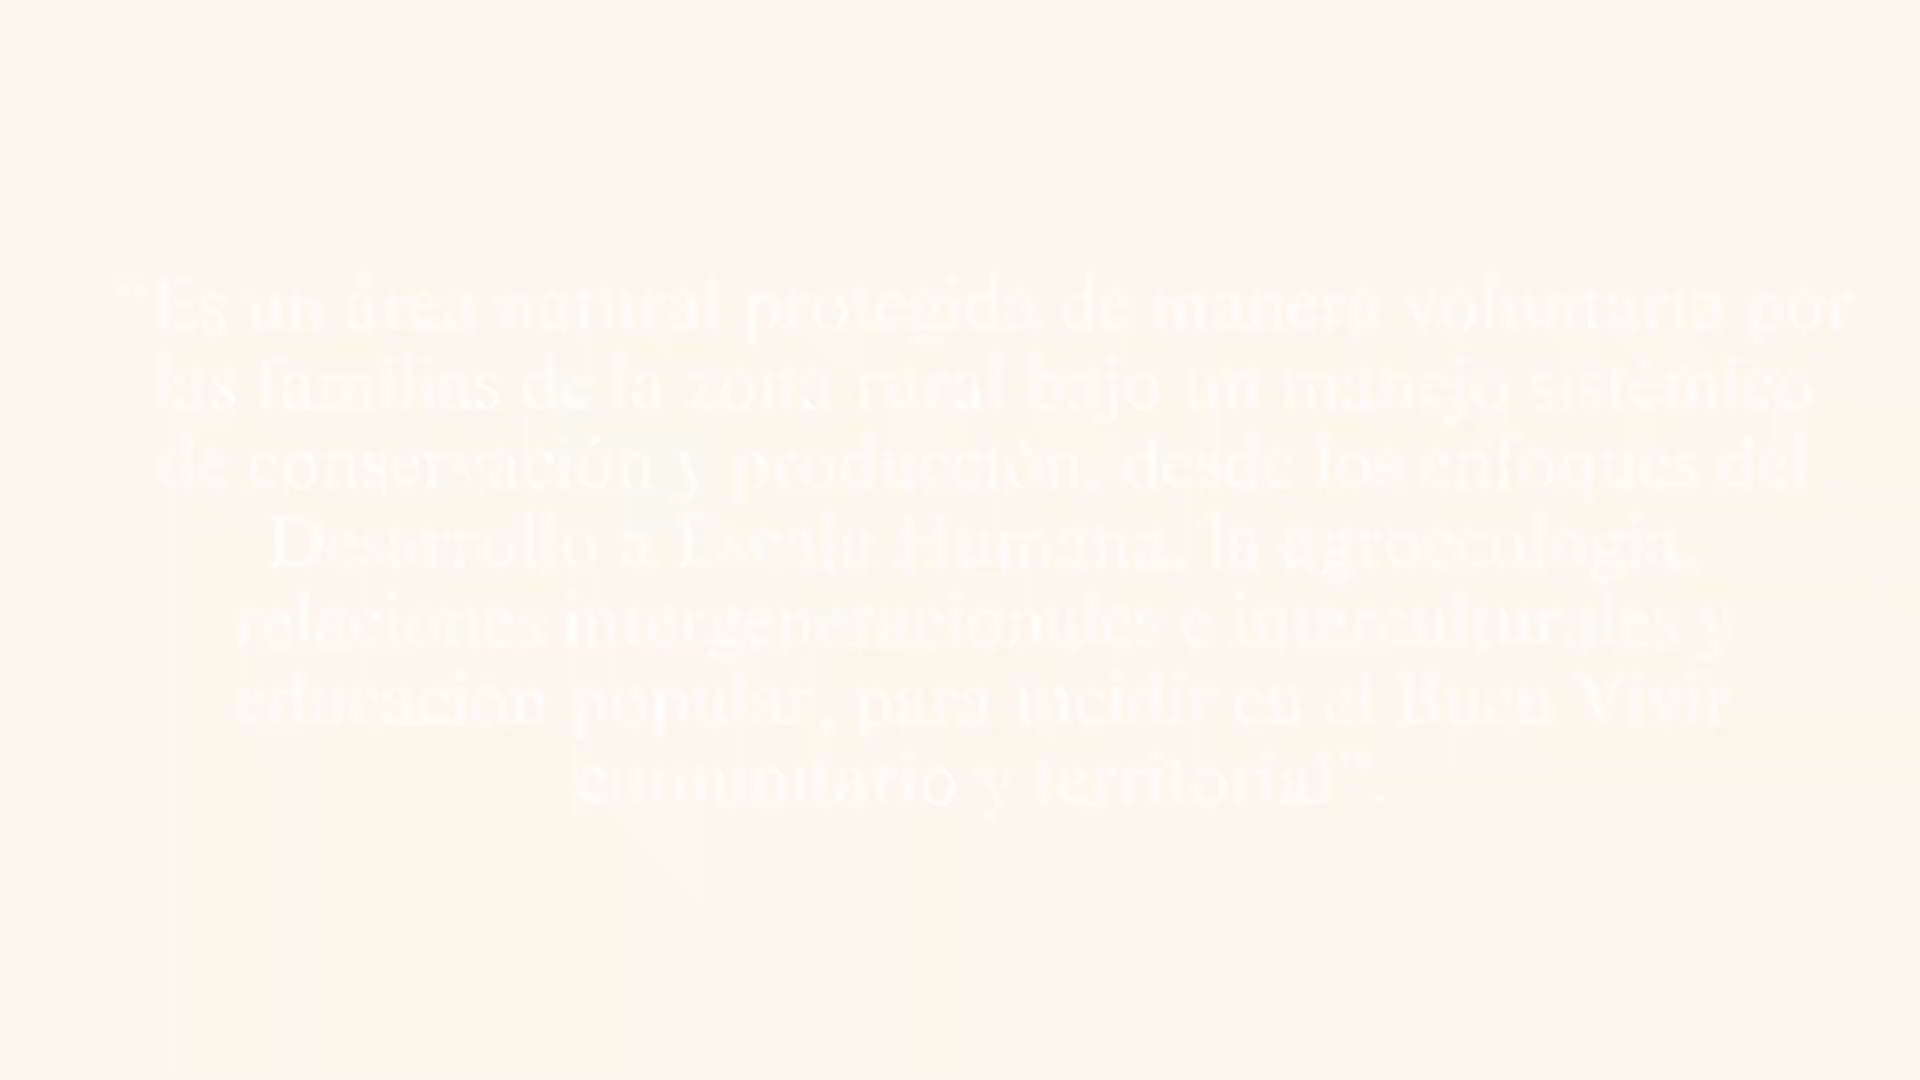 "Es un área natural protegida de manera voluntaria por
las familias de la zona rural bajo un manejo sistémico
de conservación y producción, desde los enfoques del
Desarrollo a Escala Humana, la agroecología,
relaciones intergeneracionales e interculturales y
educación popular, para incidir en el Buen Vivir
comunitario y territorial".